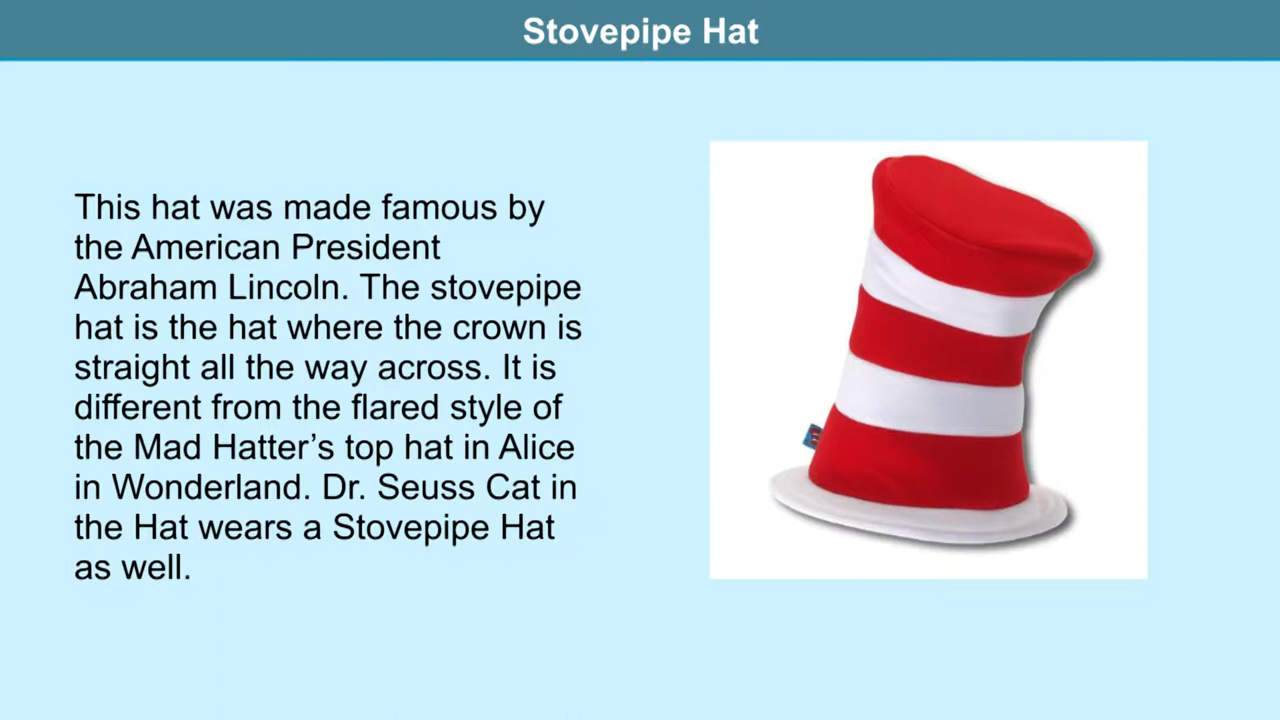 Stovepipe Hat
This hat was made famous by
the American President
Abraham Lincoln. The stovepipe
hat is the hat where the crown is
straight all the way across. It is
different from the flared style of
the Mad Hatter’s top hat in Alice
in Wonderland. Dr. Seuss Cat in
the Hat wears a Stovepipe Hat
as well.